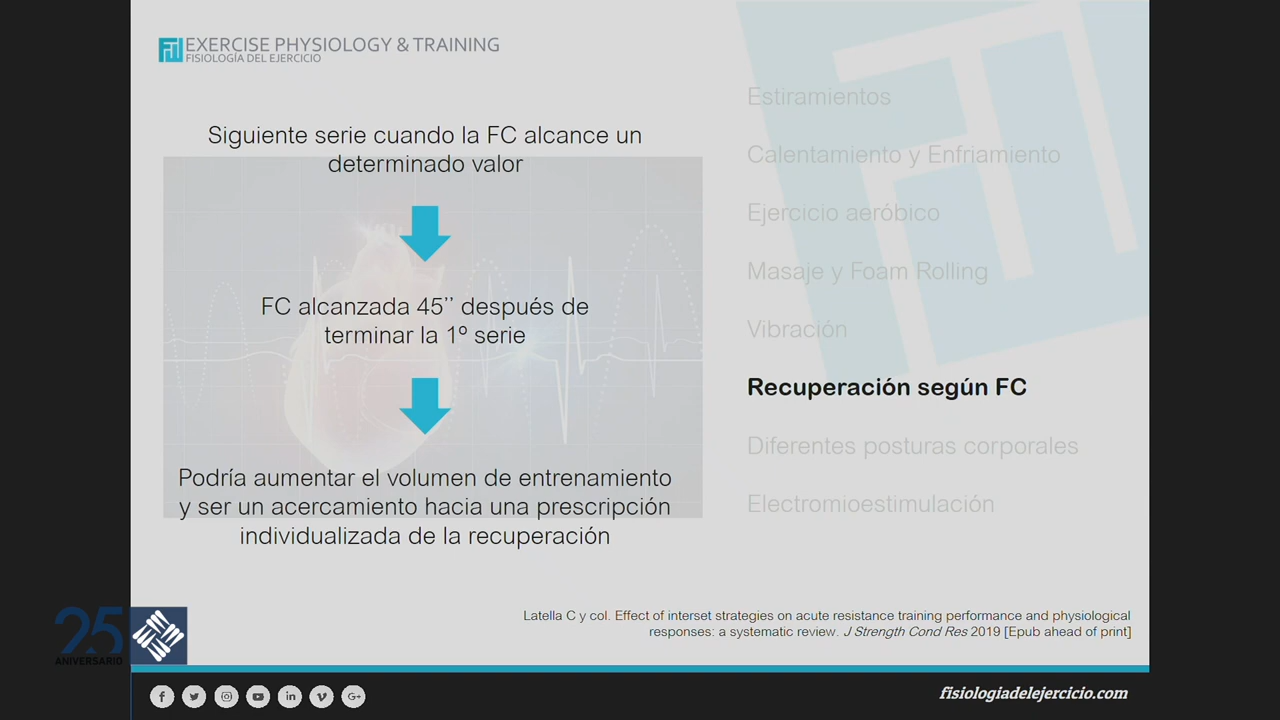 EXERCISE PHYSIOLOGY & TRAINING
FISIOLOGÍA DEL EJERCICIO
Siguiente serie cuando la FC alcance un
determinado valor
FC alcanzada 45’’ después de
terminar la 1º serie
Podría aumentar el volumen de entrenamiento
y ser un acercamiento hacia una prescripción
individualizada de la recuperación
Estiramientos
Calentamiento y Enfriamiento
Ejercicio aeróbico
Masaje y Foam Rolling
Vibración
Recuperación según FC
Diferentes posturas corporales
Electromioestimulación
Latella C y col. Effect of interset strategies on acute resistance training performance and physiological
responses: a systematic review. J Strength Cond Res 2019 [Epub ahead of print]
25
ANIVERSARIO
fisiologiadelejercicio.com